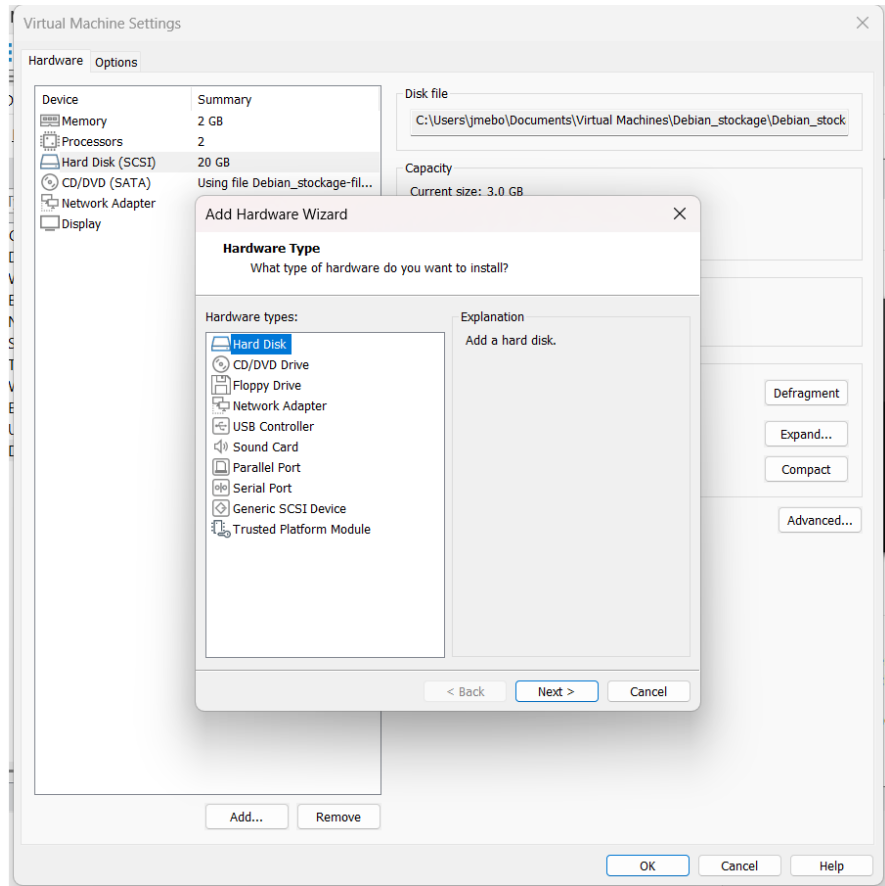 Virtual Machine Settings
Hardware Options
Device Summary
Memory 2 GB
Processors 2
Hard Disk (SCSI) 20 GB
CD/DVD (SATA) Using file Debian_stockage-fil...
Network Adapter
Display
Disk file
C:\Users\jmebo\Documents\Virtual Machines\Debian_stockage\Debian_stock
Capacity
Current size: 3.0 GB
Add Hardware Wizard
Hardware Type
What type of hardware do you want to install?
Hardware types:
Hard Disk
CD/DVD Drive
Floppy Drive
Network Adapter
USB Controller
Sound Card
Parallel Port
Serial Port
Generic SCSI Device
Trusted Platform Module
Explanation
Add a hard disk.
< Back Next > Cancel
Defragment
Expand...
Compact
Advanced...
Add... Remove
OK Cancel Help